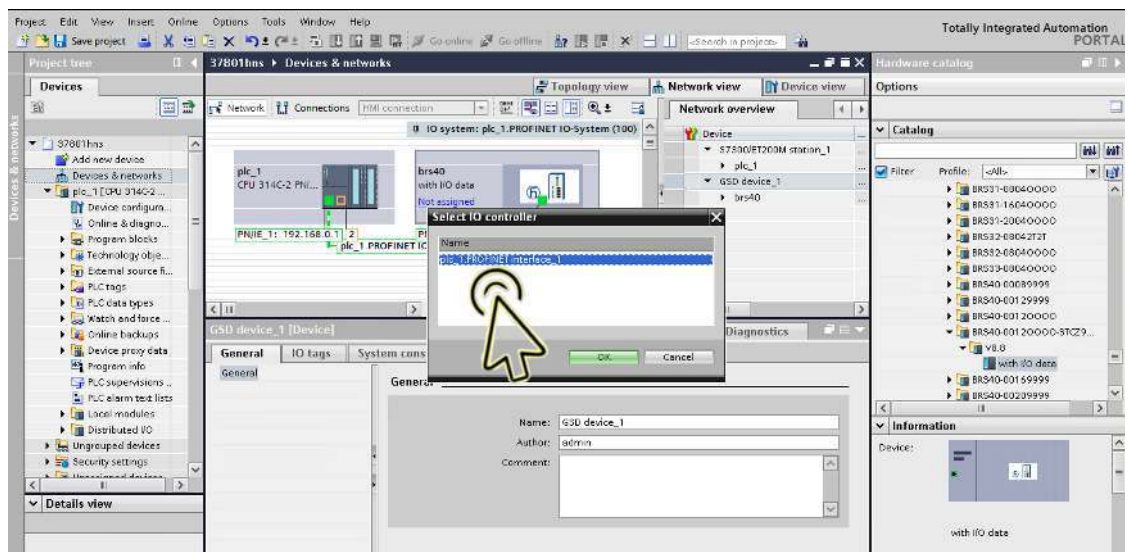 Project Edit View Insert Online Options Tools Window Help
Totally Integrated Automation
PORTAL
Save project
Go online
Go offline
<Search in project>
Project tree
37801hns ▸ Devices & networks
Hardware catalog
Devices
Topology view
Network view
Device view
Options
Network
Connections
HMI connection
Network overview
IO system: plc_1.PROFINET IO-System (100)
Device
Catalog
37801hns
Add new device
Devices & networks
plc_1 [CPU 314C-2 ...
Device configura...
Online & diagno...
Program blocks
Technology obje...
External source fi...
PLC tags
PLC data types
Watch and force ...
Online backups
Device proxy data
Program info
PLC supervisions ..
PLC alarm text lists
Local modules
Distributed I/O
Ungrouped devices
Security settings
Details view
Devices & networks
plc_1
CPU 314C-2 PN/...
brs40
with I/O data
Not assigned
PN/IE_1: 192.168.0.1
2
plc_1.PROFINET IC
S7300/ET200M station_1
plc_1
GSD device_1
brs40
Select IO controller
Name
plc_1.PROFINET interface_1
OK
Cancel
GSD device_1 [Device]
Diagnostics
General
IO tags
System cons
General
General
Name: GSD device_1
Author: admin
Comment:
Filter
Profile: <All>
BRS31-08040000
BRS31-16040000
BRS31-20040000
BRS32-08042T2T
BRS32-08040000
BRS33-08040000
BRS40-00089999
BRS40-00129999
BRS40-00120000
BRS40-00120000-STCZ9...
V8.8
with I/O data
BRS40-00169999
BRS40-00209999
Information
Device:
with I/O data